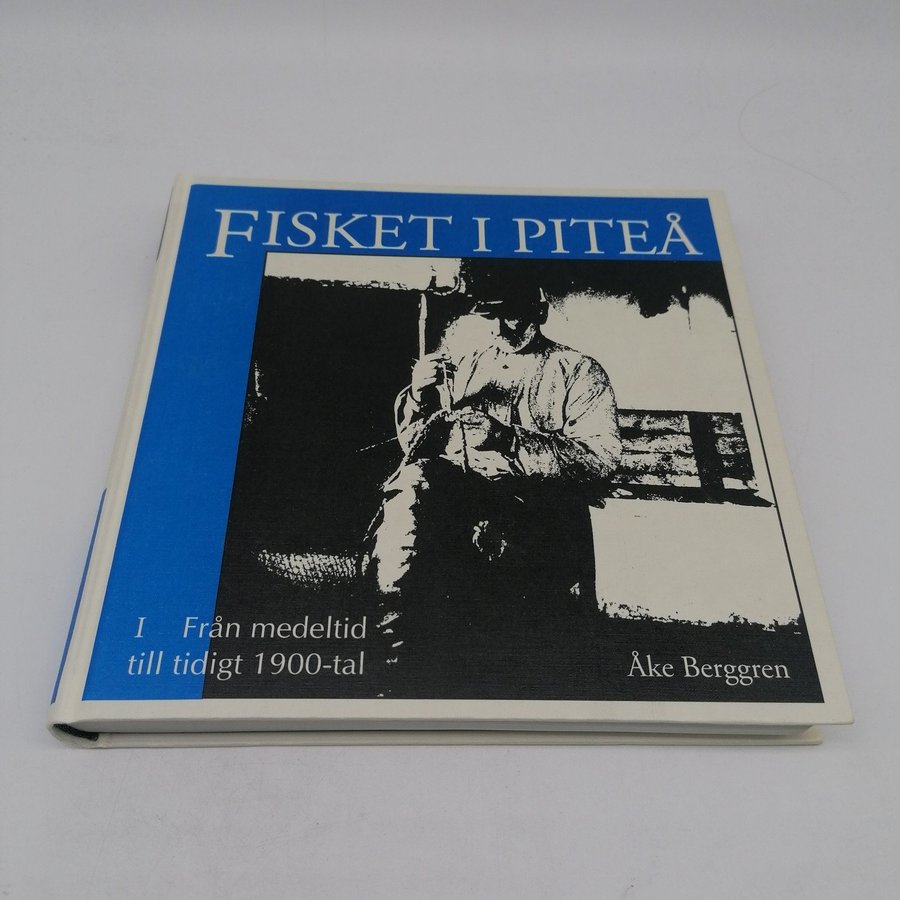 FISKET I PITEÅ
I Från medeltid
till tidigt 1900-tal
Åke Berggren